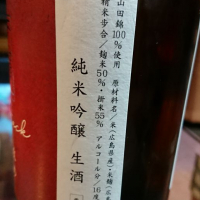 山田錦100%使用 原材料名/米(広島県産)・米麹(広島
精米歩合/麹米50%・掛米55% アルコール分/16度
純米吟醸 生酒